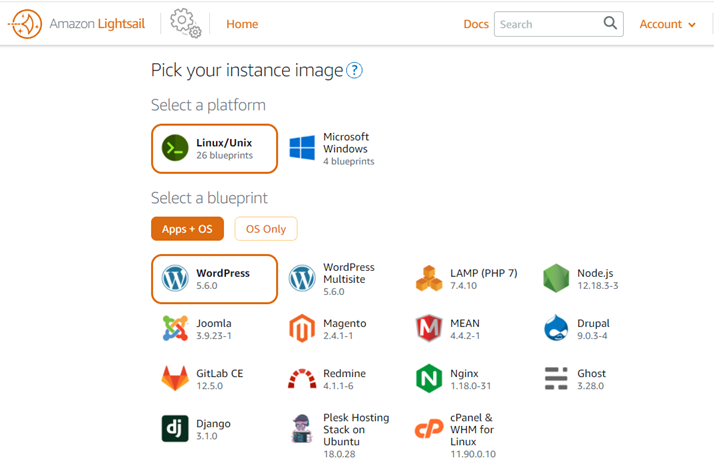 Amazon Lightsail
Home
Docs
Search
Account
Pick your instance image ?
Select a platform
Linux/Unix
26 blueprints
Microsoft
Windows
4 blueprints
Select a blueprint
Apps + OS
OS Only
WordPress
5.6.0
WordPress
Multisite
5.6.0
LAMP (PHP 7)
7.4.10
Node.js
12.18.3-3
Joomla
3.9.23-1
Magento
2.4.1-1
MEAN
4.4.2-1
Drupal
9.0.3-4
GitLab CE
12.5.0
Redmine
4.1.1-6
Nginx
1.18.0-31
Ghost
3.28.0
dj
Django
3.1.0
Plesk Hosting
Stack on
Ubuntu
18.0.28
cP
cPanel &
WHM for
Linux
11.90.0.10